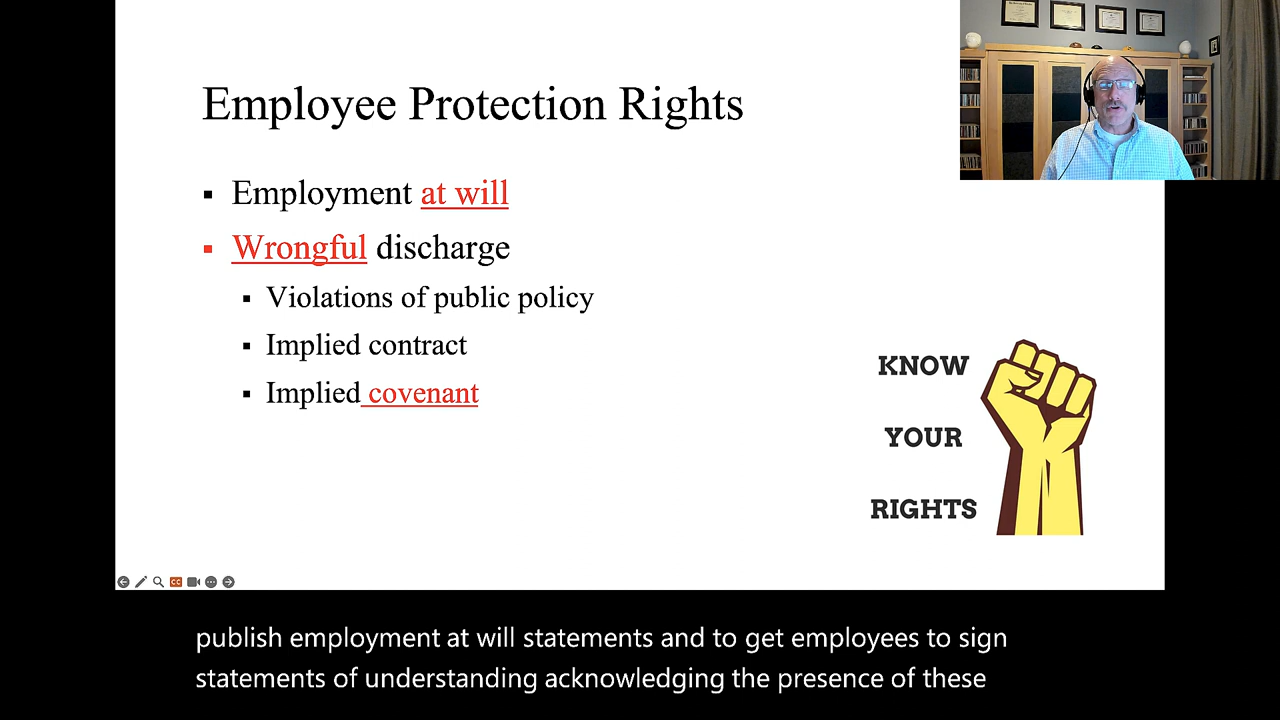 Employee Protection Rights
▪ Employment at will
▪ Wrongful discharge
▪ Violations of public policy
▪ Implied contract
▪ Implied covenant
KNOW
YOUR
RIGHTS
CC
publish employment at will statements and to get employees to sign
statements of understanding acknowledging the presence of these